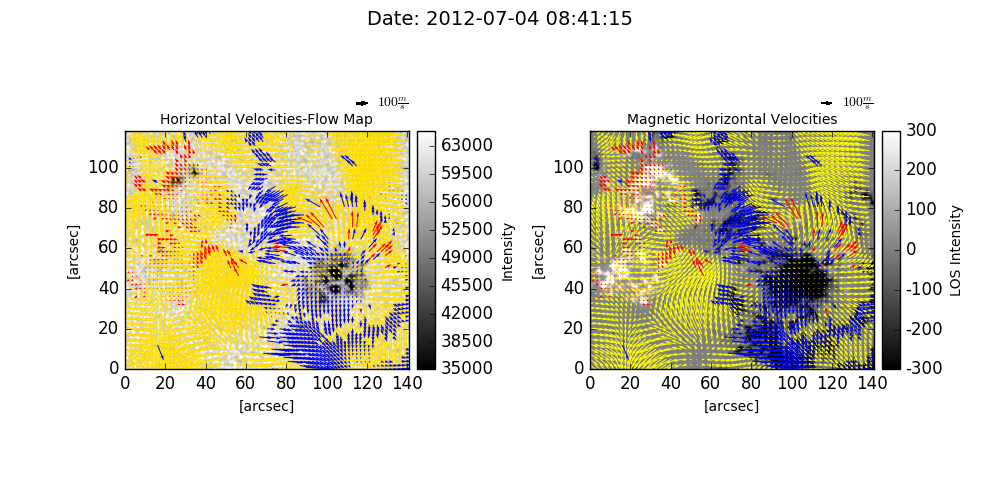 Date: 2012-07-04 08:41:15
100 m/s
Horizontal Velocities-Flow Map
100
80
60
40
20
0
[arcsec]
0 20 40 60 80 100 120 140
[arcsec]
63000
59500
56000
52500
49000
45500
42000
38500
35000
Intensity
100 m/s
Magnetic Horizontal Velocities
100
80
60
40
20
0
[arcsec]
0 20 40 60 80 100 120 140
[arcsec]
300
200
100
0
-100
-200
-300
LOS Intensity